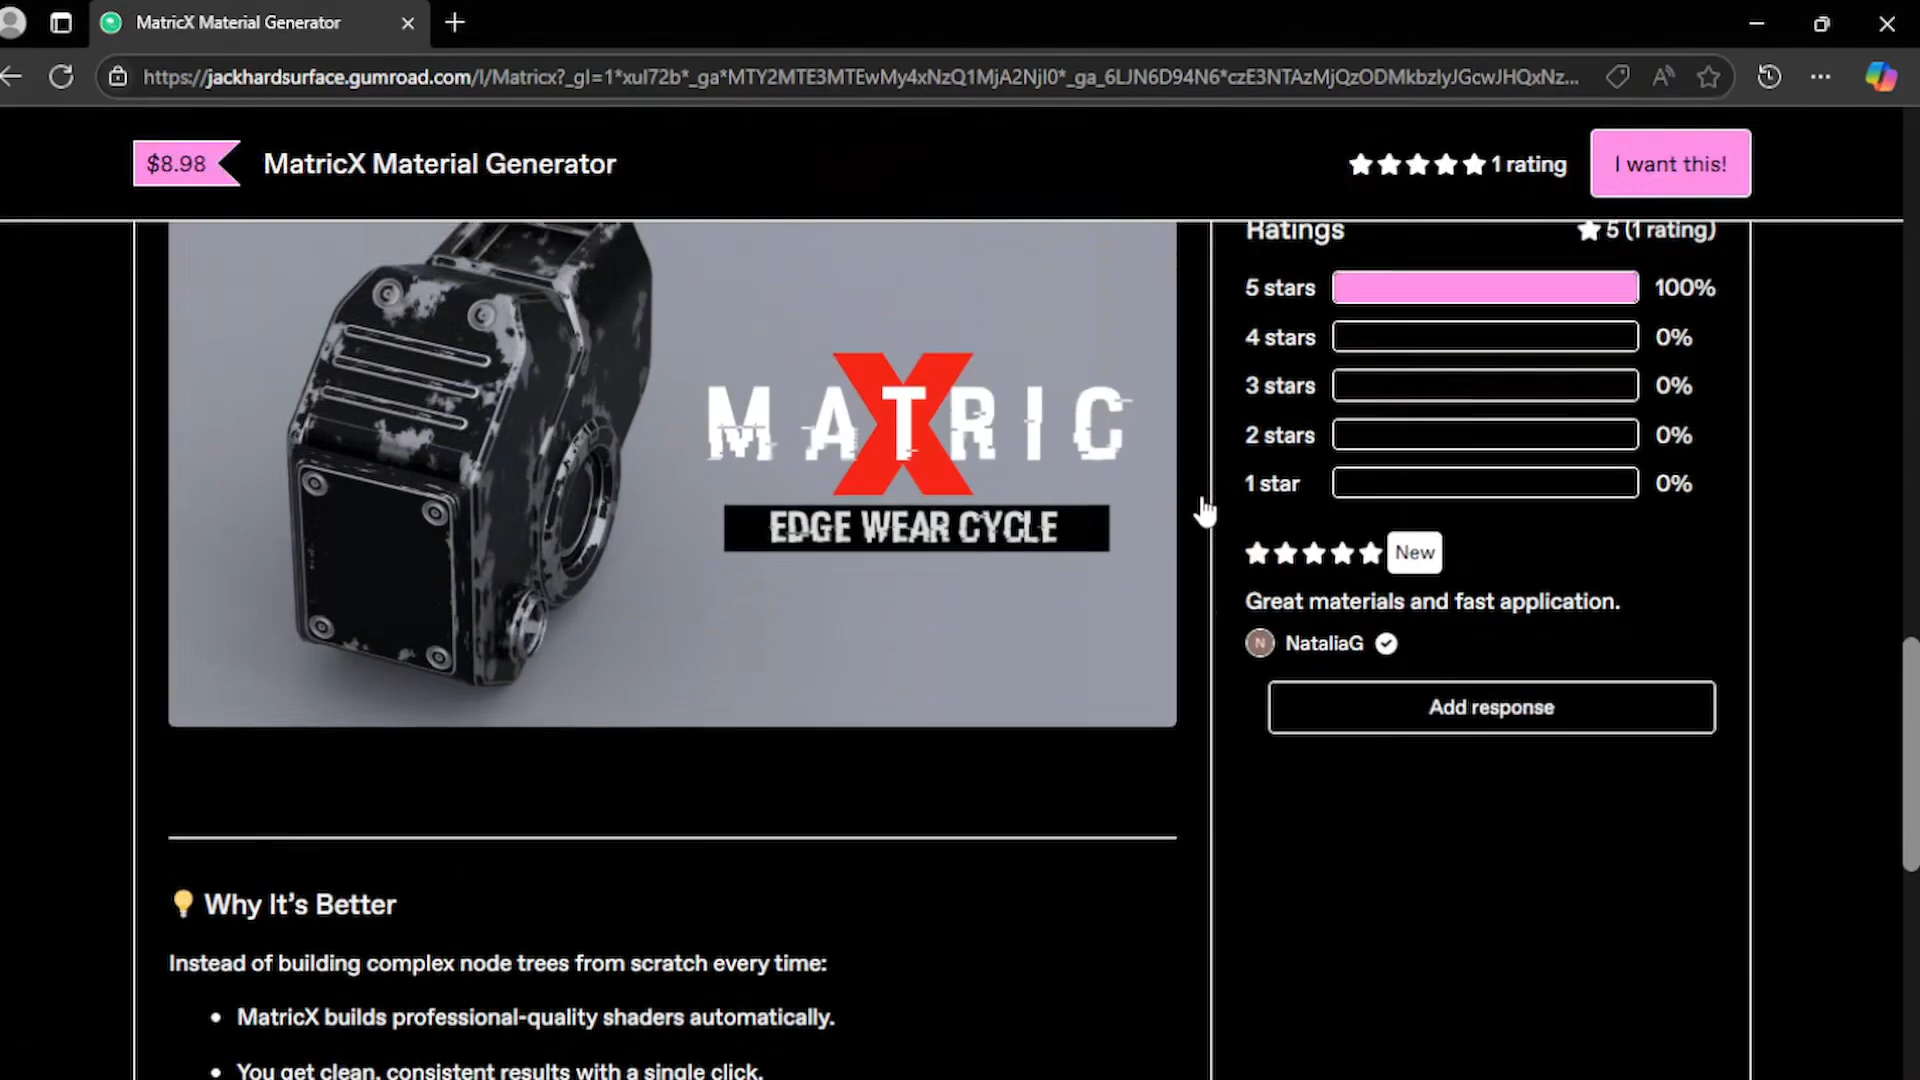 MatricX Material Generator
https://jackhardsurface.gumroad.com/l/Matricx?_gl=1*xul72b*_ga*MTY2MTE3MTEwMy4xNzQ1MjA2NjI0*_ga_6LJN6D94N6*czE3NTAzMjQzODMkbzIyJGcwJHQxNz...
$8.98
MatricX Material Generator
1 rating
I want this!
MATRIC
X
EDGE WEAR CYCLE
Ratings
5 (1 rating)
5 stars 100%
4 stars 0%
3 stars 0%
2 stars 0%
1 star 0%
New
Great materials and fast application.
N NataliaG
Add response
Why It's Better
Instead of building complex node trees from scratch every time:
• MatricX builds professional-quality shaders automatically.
• You get clean, consistent results with a single click.